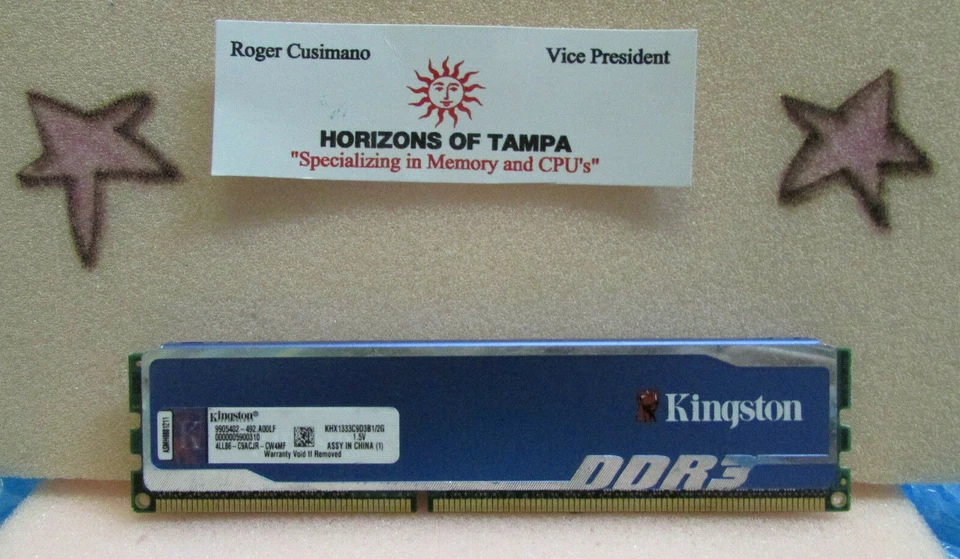 Roger Cusimano Vice President
HORIZONS OF TAMPA
"Specializing in Memory and CPU's"
Kingston
DDR3
Kingston®
9905402-492.A00LF KHX1333C9D3B1/2G
0000005900310 1.5V
4LLB6-C9ACJR-CW4MF ASSY IN CHINA (1)
Warranty Void If Removed